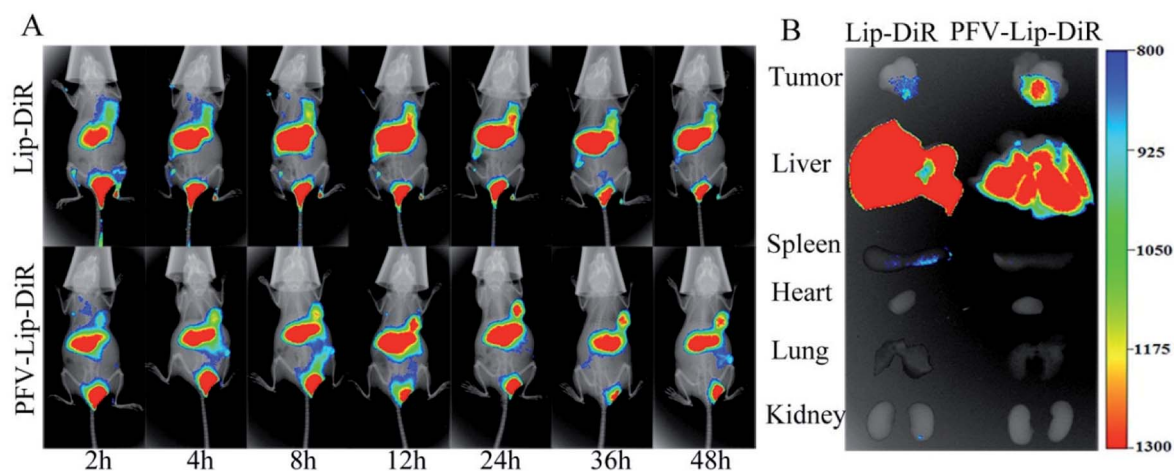 A
Lip-DiR
PFV-Lip-DiR
2h 4h 8h 12h 24h 36h 48h
B
Lip-DiR PFV-Lip-DiR
Tumor
Liver
Spleen
Heart
Lung
Kidney
800
925
1050
1175
1300